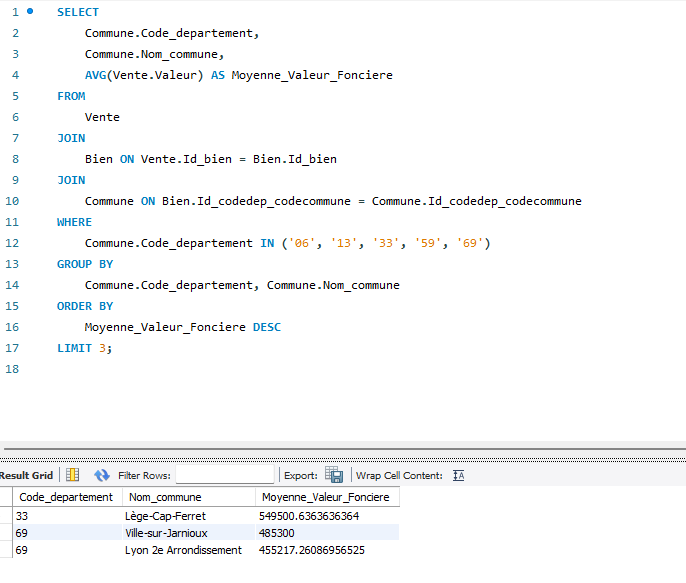 1 SELECT
2 Commune.Code_departement,
3 Commune.Nom_commune,
4 AVG(Vente.Valeur) AS Moyenne_Valeur_Fonciere
5 FROM
6 Vente
7 JOIN
8 Bien ON Vente.Id_bien = Bien.Id_bien
9 JOIN
10 Commune ON Bien.Id_codedep_codecommune = Commune.Id_codedep_codecommune
11 WHERE
12 Commune.Code_departement IN ('06', '13', '33', '59', '69')
13 GROUP BY
14 Commune.Code_departement, Commune.Nom_commune
15 ORDER BY
16 Moyenne_Valeur_Fonciere DESC
17 LIMIT 3;
18
Result Grid Filter Rows: Export: Wrap Cell Content:
Code_departement Nom_commune Moyenne_Valeur_Fonciere
33 Lège-Cap-Ferret 549500.6363636364
69 Ville-sur-Jarnioux 485300
69 Lyon 2e Arrondissement 455217.26086956525